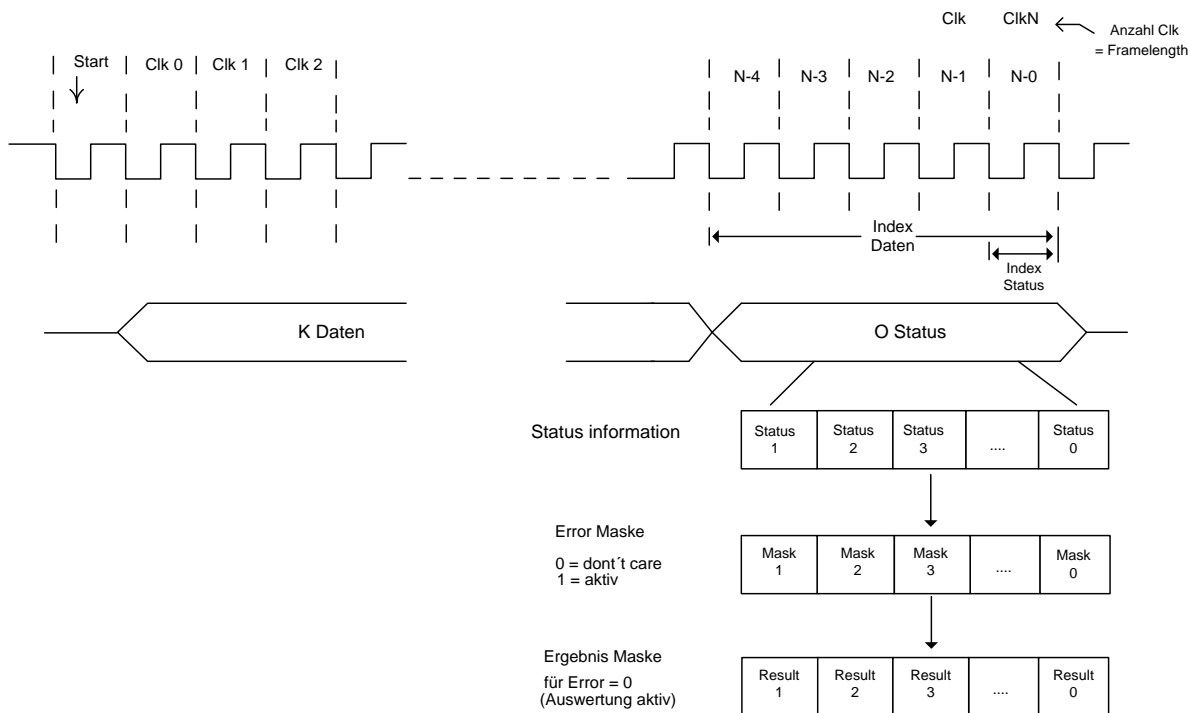 Clk ClkN
Anzahl Clk
= Framelength
Start Clk 0 Clk 1 Clk 2
N-4 N-3 N-2 N-1 N-0
Index
Daten
Index
Status
K Daten
O Status
Status information
Status
1
Status
2
Status
3
....
Status
0
Error Maske
0 = dont´t care
1 = aktiv
Mask
1
Mask
2
Mask
3
....
Mask
0
Ergebnis Maske
für Error = 0
(Auswertung aktiv)
Result
1
Result
2
Result
3
....
Result
0